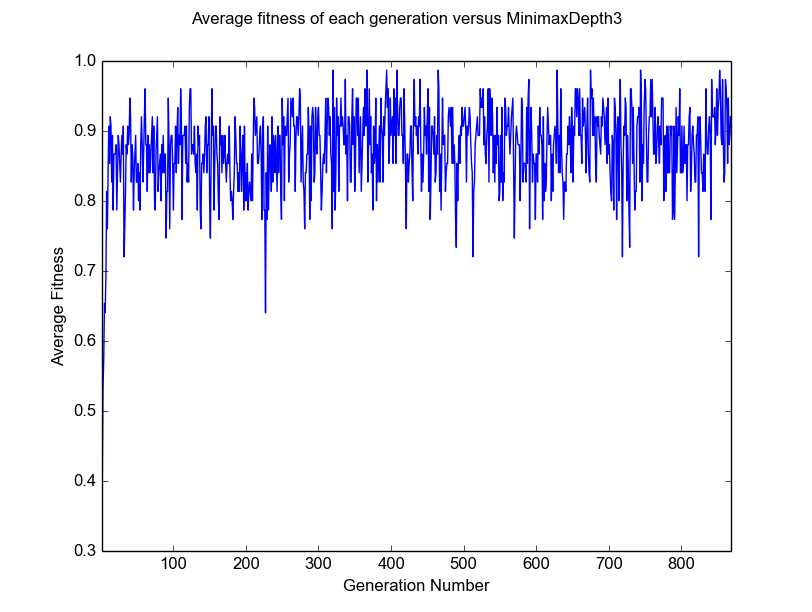 Average fitness of each generation versus MinimaxDepth3
1.0
0.9
0.8
0.7
0.6
0.5
0.4
0.3
Average Fitness
100 200 300 400 500 600 700 800
Generation Number